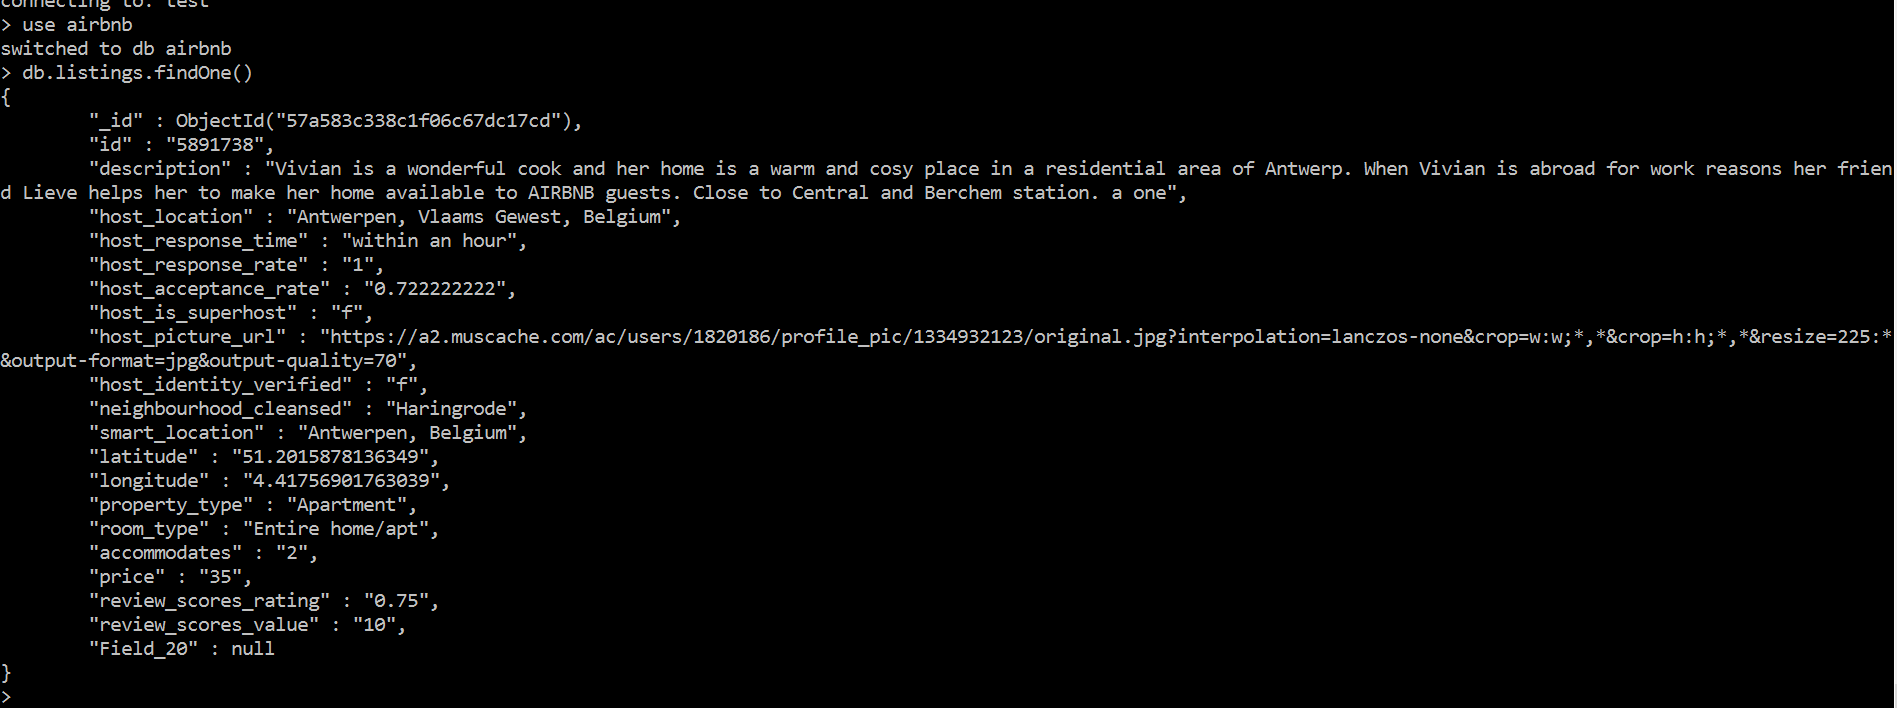 connecting to: test
> use airbnb
switched to db airbnb
> db.listings.findOne()
{
        "_id" : ObjectId("57a583c338c1f06c67dc17cd"),
        "id" : "5891738",
        "description" : "Vivian is a wonderful cook and her home is a warm and cosy place in a residential area of Antwerp. When Vivian is abroad for work reasons her frien
d Lieve helps her to make her home available to AIRBNB guests. Close to Central and Berchem station. a one",
        "host_location" : "Antwerpen, Vlaams Gewest, Belgium",
        "host_response_time" : "within an hour",
        "host_response_rate" : "1",
        "host_acceptance_rate" : "0.722222222",
        "host_is_superhost" : "f",
        "host_picture_url" : "https://a2.muscache.com/ac/users/1820186/profile_pic/1334932123/original.jpg?interpolation=lanczos-none&crop=w:w;*,*&crop=h:h;*,*&resize=225:*
&output-format=jpg&output-quality=70",
        "host_identity_verified" : "f",
        "neighbourhood_cleansed" : "Haringrode",
        "smart_location" : "Antwerpen, Belgium",
        "latitude" : "51.2015878136349",
        "longitude" : "4.41756901763039",
        "property_type" : "Apartment",
        "room_type" : "Entire home/apt",
        "accommodates" : "2",
        "price" : "35",
        "review_scores_rating" : "0.75",
        "review_scores_value" : "10",
        "Field_20" : null
}
>